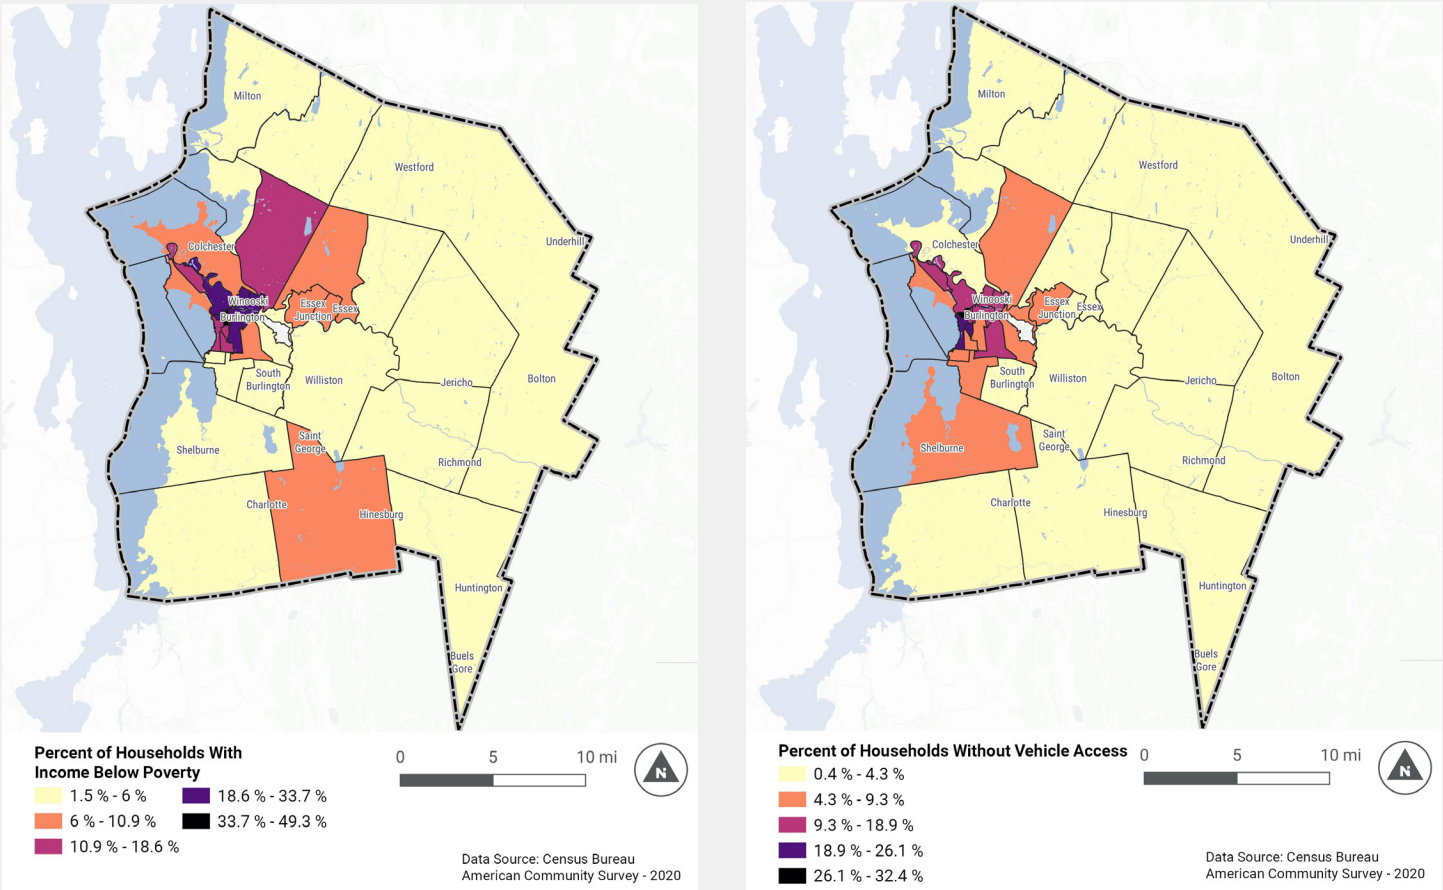 Milton
Westford
Underhill
Colchester
Winooski
Burlington
Essex
Junction
Essex
South
Burlington
Williston
Jericho
Bolton
Saint
George
Shelburne
Richmond
Charlotte
Hinesburg
Huntington
Buels
Gore
Percent of Households With
Income Below Poverty
1.5 % - 6 %
6 % - 10.9 %
10.9 % - 18.6 %
18.6 % - 33.7 %
33.7 % - 49.3 %
0 5 10 mi
N
Data Source: Census Bureau
American Community Survey - 2020
Milton
Westford
Underhill
Colchester
Winooski
Burlington
Essex
Junction
Essex
South
Burlington
Williston
Jericho
Bolton
Saint
George
Shelburne
Richmond
Charlotte
Hinesburg
Huntington
Buels
Gore
Percent of Households Without Vehicle Access
0.4 % - 4.3 %
4.3 % - 9.3 %
9.3 % - 18.9 %
18.9 % - 26.1 %
26.1 % - 32.4 %
0 5 10 mi
N
Data Source: Census Bureau
American Community Survey - 2020